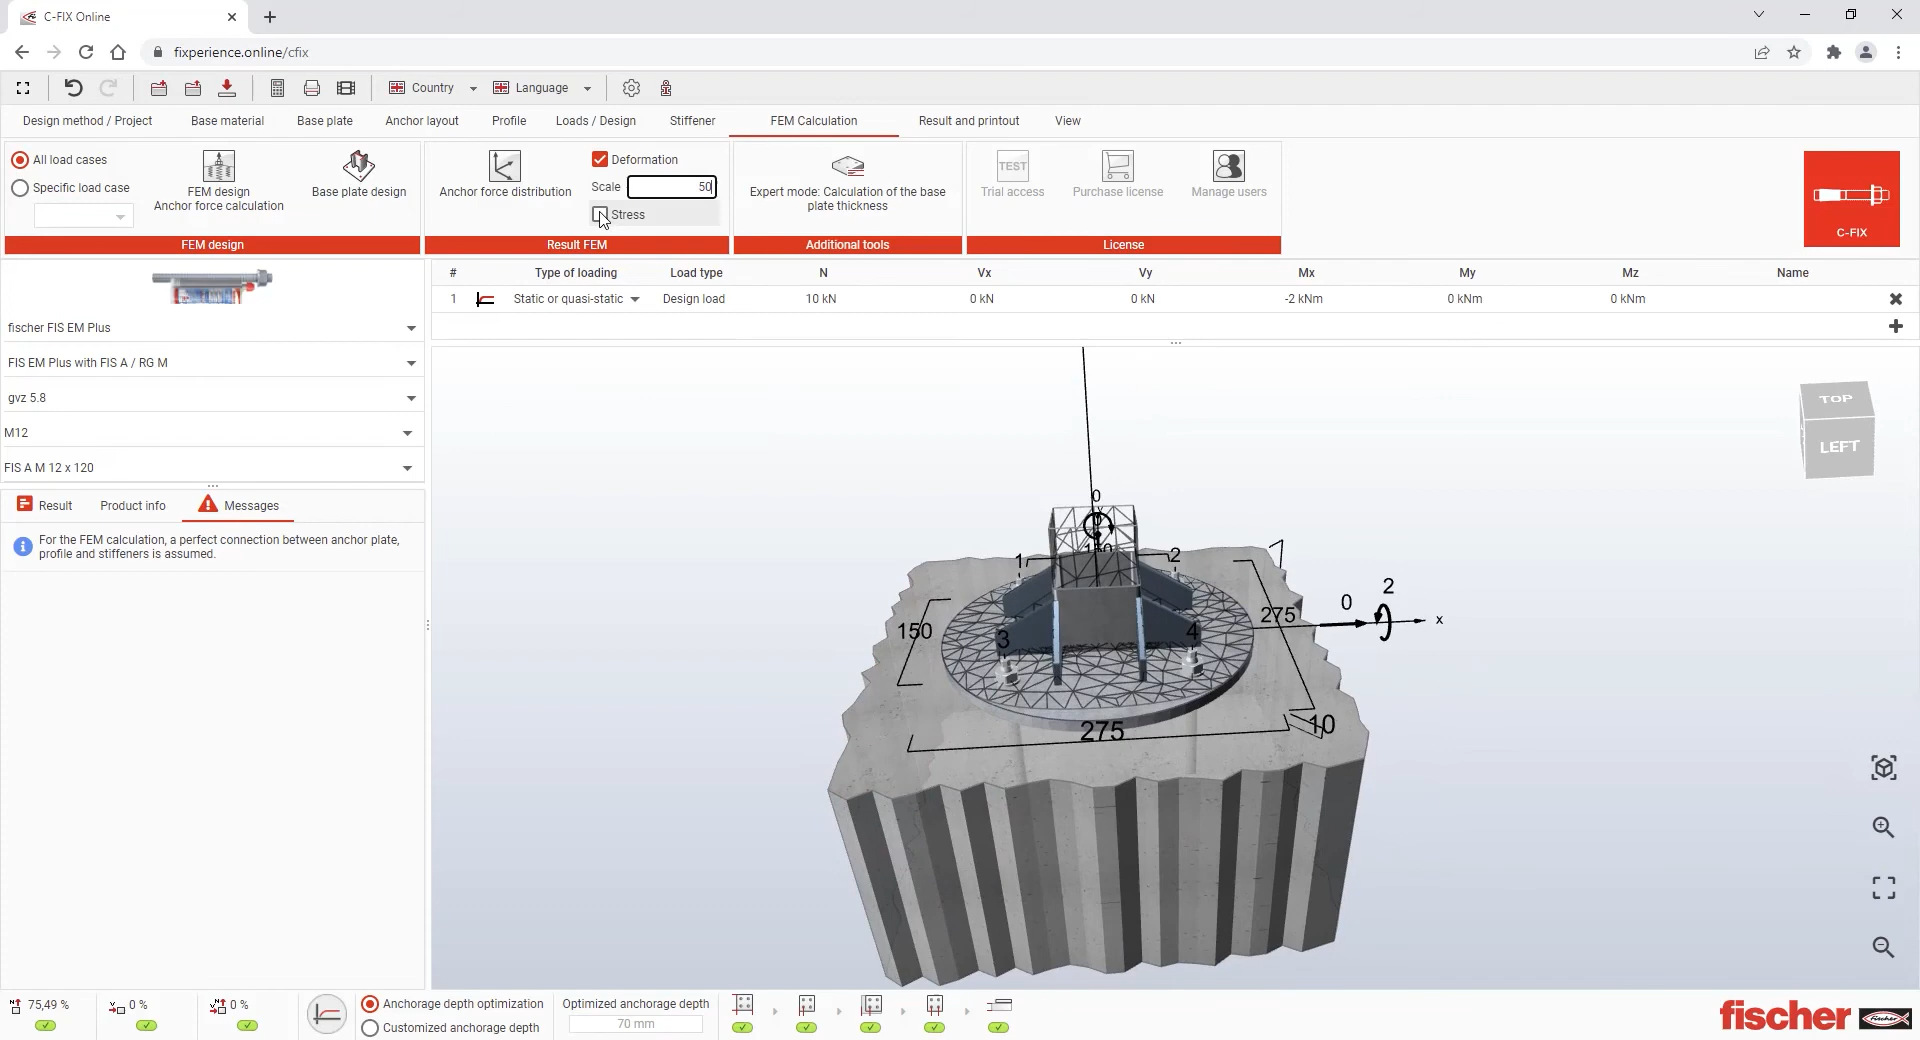 C-FIX Online
fixperience.online/cfix
Country
Language
Design method / Project
Base material
Base plate
Anchor layout
Profile
Loads / Design
Stiffener
FEM Calculation
Result and printout
View
All load cases
Specific load case
FEM design
Anchor force calculation
Base plate design
FEM design
Anchor force distribution
Deformation
Scale 50
Stress
Result FEM
Expert mode: Calculation of the base
plate thickness
Additional tools
TEST
Trial access
Purchase license
Manage users
License
C-FIX
# Type of loading Load type N Vx Vy Mx My Mz Name
1 Static or quasi-static Design load 10 kN 0 kN 0 kN -2 kNm 0 kNm 0 kNm
fischer FIS EM Plus
FIS EM Plus with FIS A / RG M
gvz 5.8
M12
FIS A M 12 x 120
Result
Product info
Messages
For the FEM calculation, a perfect connection between anchor plate,
profile and stiffeners is assumed.
TOP
LEFT
0
1
2
150
3
4
275
0
2
x
275
10
75,49 %
0 %
0 %
Anchorage depth optimization
Customized anchorage depth
Optimized anchorage depth
70 mm
fischer